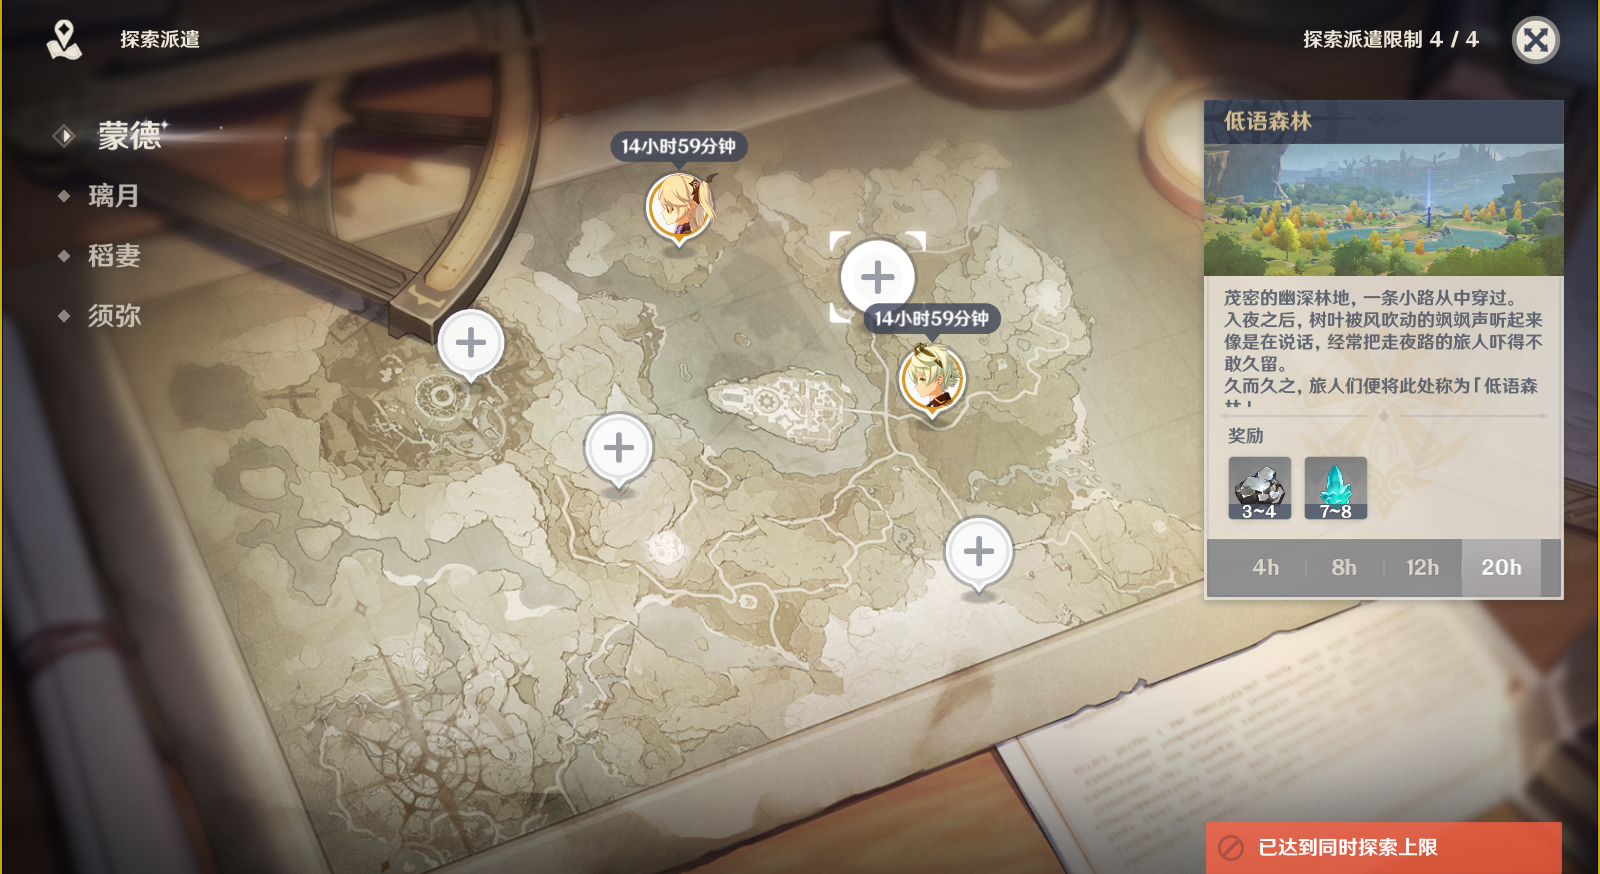 探索派遣
探索派遣限制 4 / 4
蒙德
璃月
稻妻
须弥
14小时59分钟
14小时59分钟
低语森林
茂密的幽深林地，一条小路从中穿过。
入夜之后，树叶被风吹动的飒飒声听起来
像是在说话，经常把走夜路的旅人吓得不
敢久留。
久而久之，旅人们便将此处称为「低语森
奖励
3~4
7~8
4h
8h
12h
20h
已达到同时探索上限